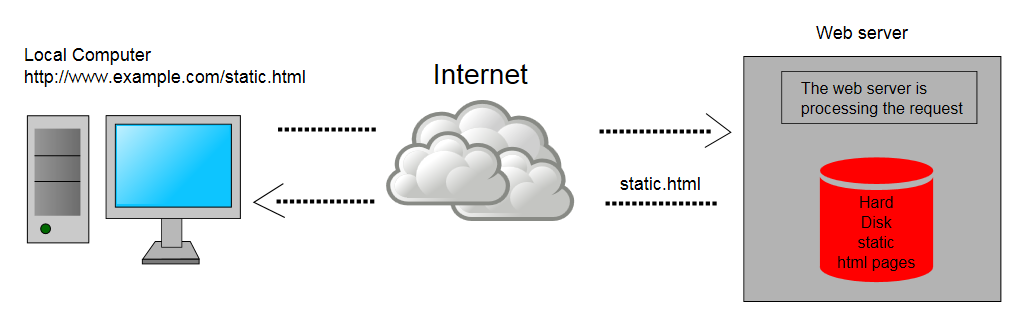 Web server
Local Computer
http://www.example.com/static.html
Internet
The web server is
processing the request
static.html
Hard
Disk
static
html pages